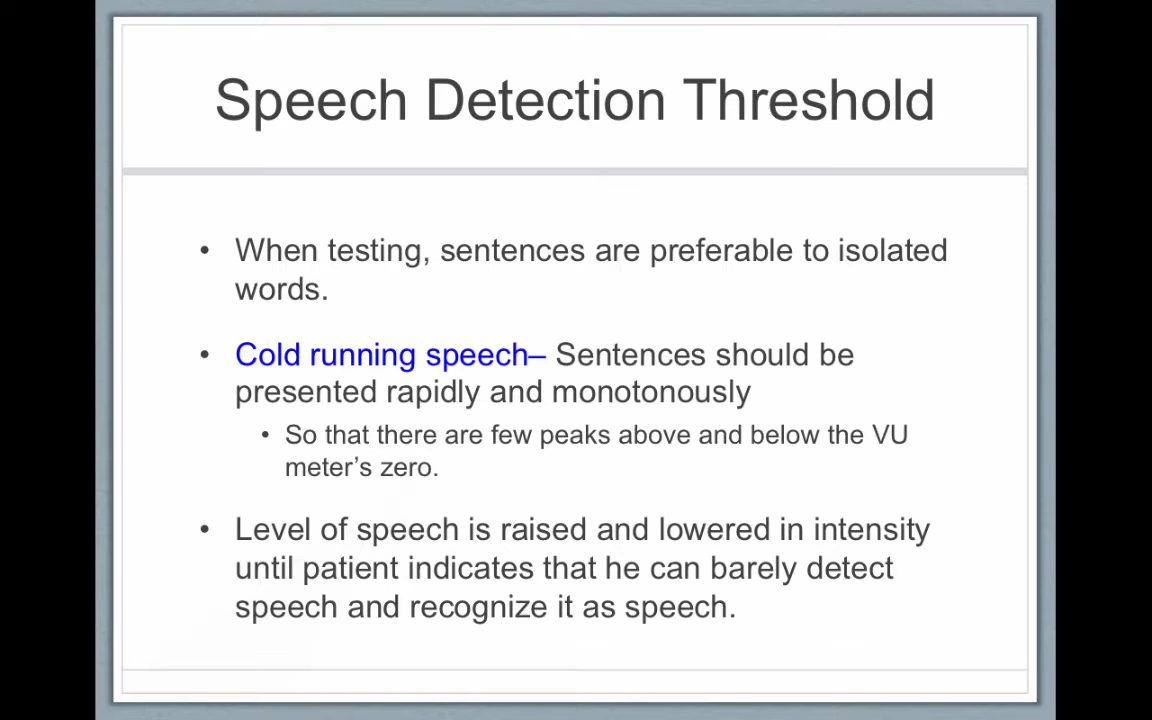 Speech Detection Threshold
• When testing, sentences are preferable to isolated
words.
• Cold running speech– Sentences should be
presented rapidly and monotonously
• So that there are few peaks above and below the VU
meter’s zero.
• Level of speech is raised and lowered in intensity
until patient indicates that he can barely detect
speech and recognize it as speech.